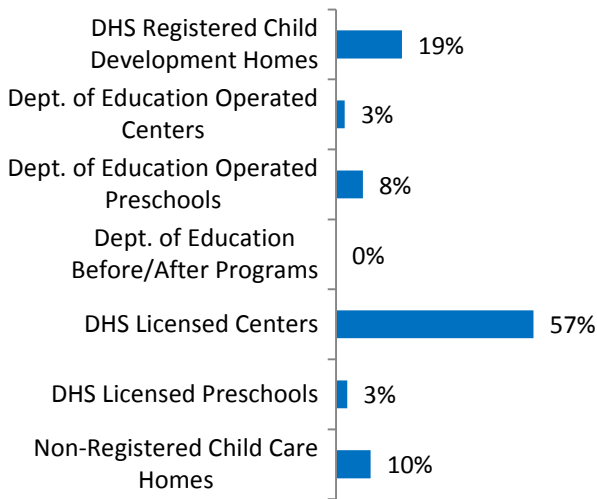 DHS Registered Child
Development Homes
19%
Dept. of Education Operated
Centers
3%
Dept. of Education Operated
Preschools
8%
Dept. of Education
Before/After Programs
0%
DHS Licensed Centers
57%
DHS Licensed Preschools
3%
Non-Registered Child Care
Homes
10%